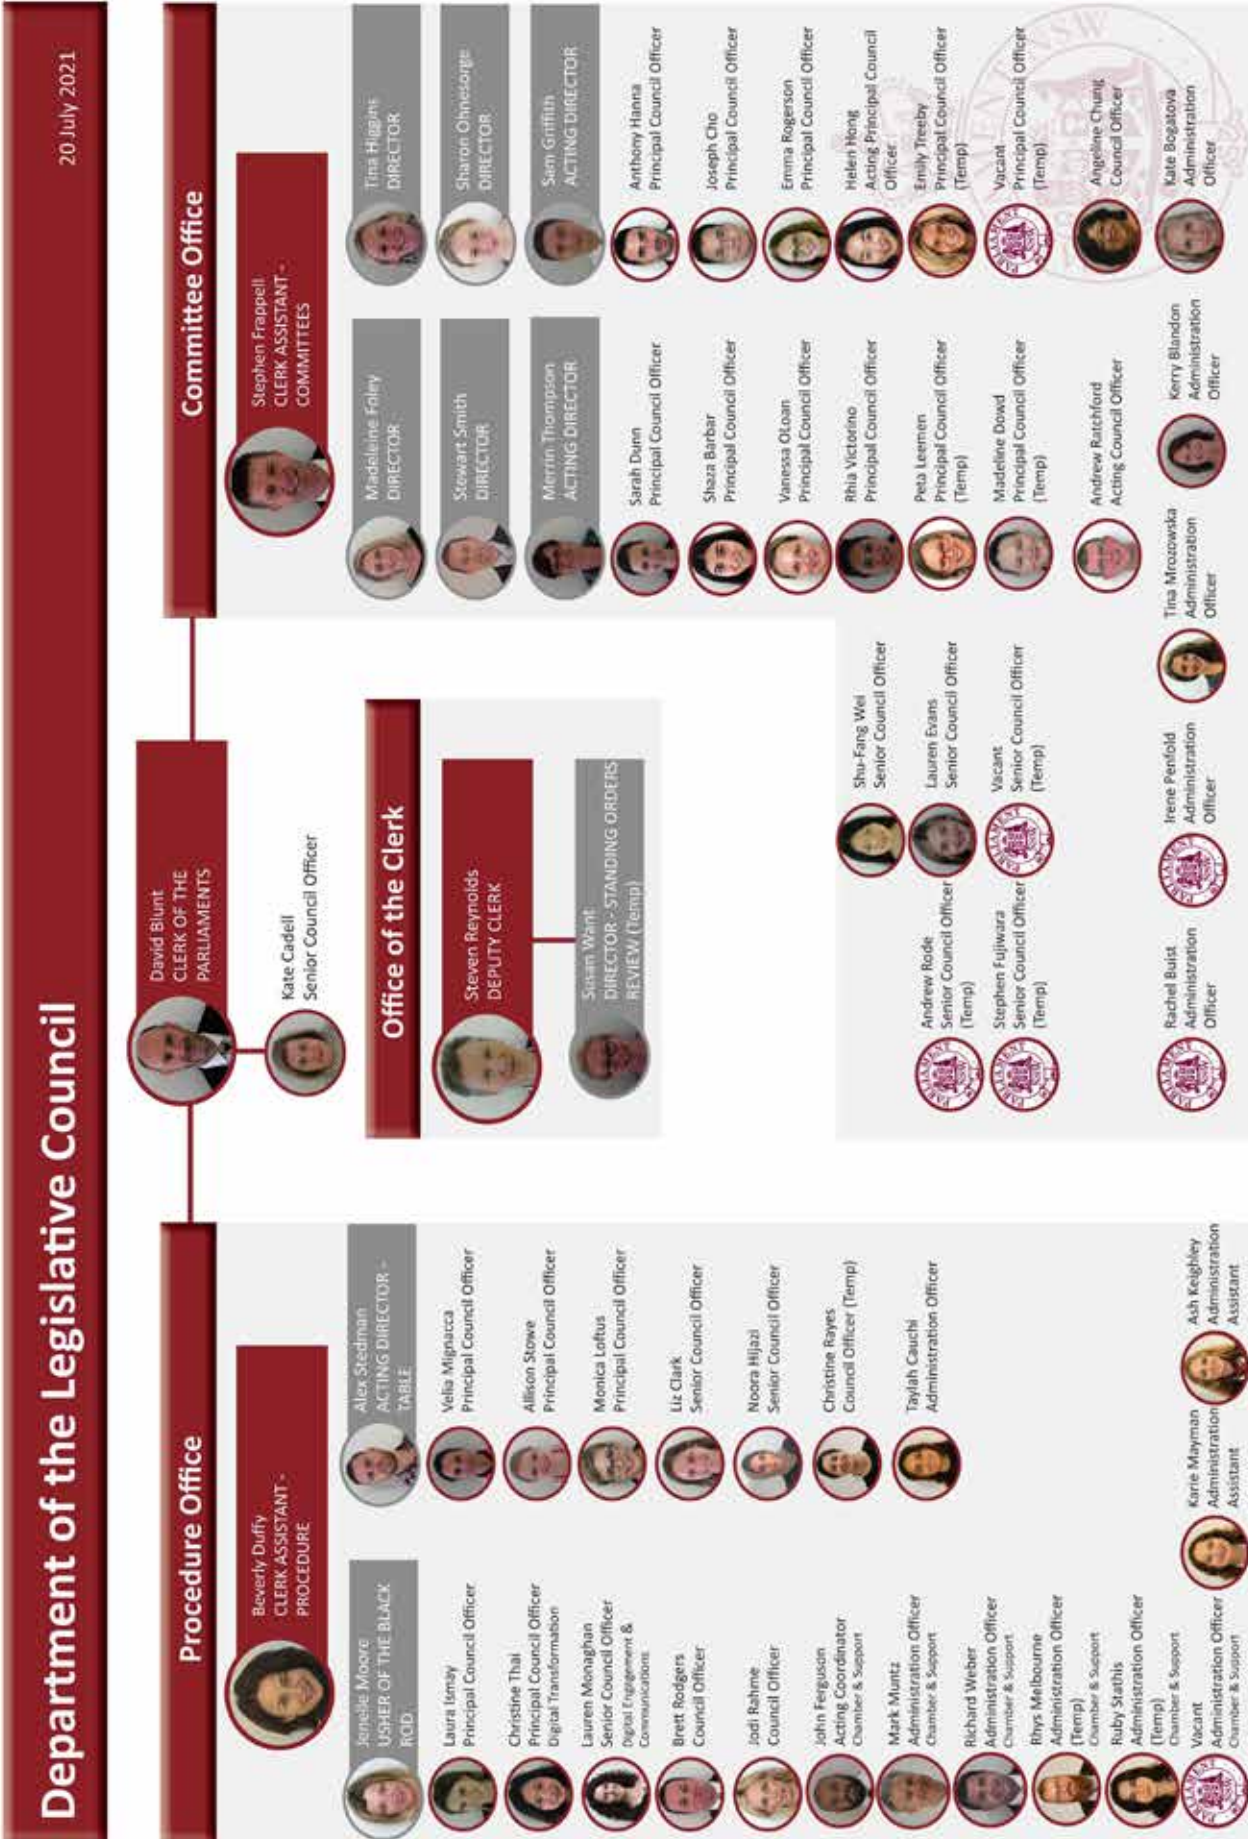 Department of the Legislative Council
20 July 2021
David Blunt
CLERK OF THE
PARLIAMENTS
Kate Cadell
Senior Council Officer
Procedure Office
Beverly Duffy
CLERK ASSISTANT -
PROCEDURE
Jenelle Moore
USHER OF THE BLACK
ROD
Laura Ismay
Principal Council Officer
Christine Thai
Principal Council Officer
Digital Transformation
Lauren Monaghan
Senior Council Officer
Digital Engagement &
Communications
Brett Rodgers
Council Officer
Jodi Rahme
Council Officer
John Ferguson
Acting Coordinator
Chamber & Support
Mark Muntz
Administration Officer
Chamber & Support
Richard Weber
Administration Officer
Chamber & Support
Rhys Melbourne
Administration Officer
(Temp)
Chamber & Support
Ruby Stathis
Administration Officer
(Temp)
Chamber & Support
Vacant
Administration Officer
Chamber & Support
Alex Stedman
ACTING DIRECTOR -
TABLE
Velia Mignacca
Principal Council Officer
Allison Stowe
Principal Council Officer
Monica Loftus
Principal Council Officer
Liz Clark
Senior Council Officer
Noora Hijazi
Senior Council Officer
Christine Rayes
Council Officer (Temp)
Taylah Cauchi
Administration Officer
Karie Mayman
Administration
Assistant
Ash Keighley
Administration
Assistant
Office of the Clerk
Steven Reynolds
DEPUTY CLERK
Susan Want
DIRECTOR - STANDING ORDERS
REVIEW (Temp)
Committee Office
Stephen Frappell
CLERK ASSISTANT -
COMMITTEES
Madeleine Foley
DIRECTOR
Stewart Smith
DIRECTOR
Merrin Thompson
ACTING DIRECTOR
Tina Higgins
DIRECTOR
Sharon Ohnesorge
DIRECTOR
Sam Griffith
ACTING DIRECTOR
Sarah Dunn
Principal Council Officer
Shaza Barbar
Principal Council Officer
Vanessa OLoan
Principal Council Officer
Rhia Victorino
Principal Council Officer
Peta Leemen
Principal Council Officer
(Temp)
Madeline Dowd
Principal Council Officer
(Temp)
Andrew Ratchford
Acting Council Officer
Anthony Hanna
Principal Council Officer
Joseph Cho
Principal Council Officer
Emma Rogerson
Principal Council Officer
Helen Hong
Acting Principal Council
Officer
Emily Treeby
Principal Council Officer
(Temp)
Vacant
Principal Council Officer
(Temp)
Angeline Chung
Council Officer
Shu-Fang Wei
Senior Council Officer
Andrew Rode
Senior Council Officer
(Temp)
Lauren Evans
Senior Council Officer
Stephen Fujiwara
Senior Council Officer
(Temp)
Vacant
Senior Council Officer
(Temp)
Rachel Buist
Administration
Officer
Irene Penfold
Administration
Officer
Tina Mrozowska
Administration
Officer
Kerry Blandon
Administration
Officer
Kate Bogatova
Administration
Officer